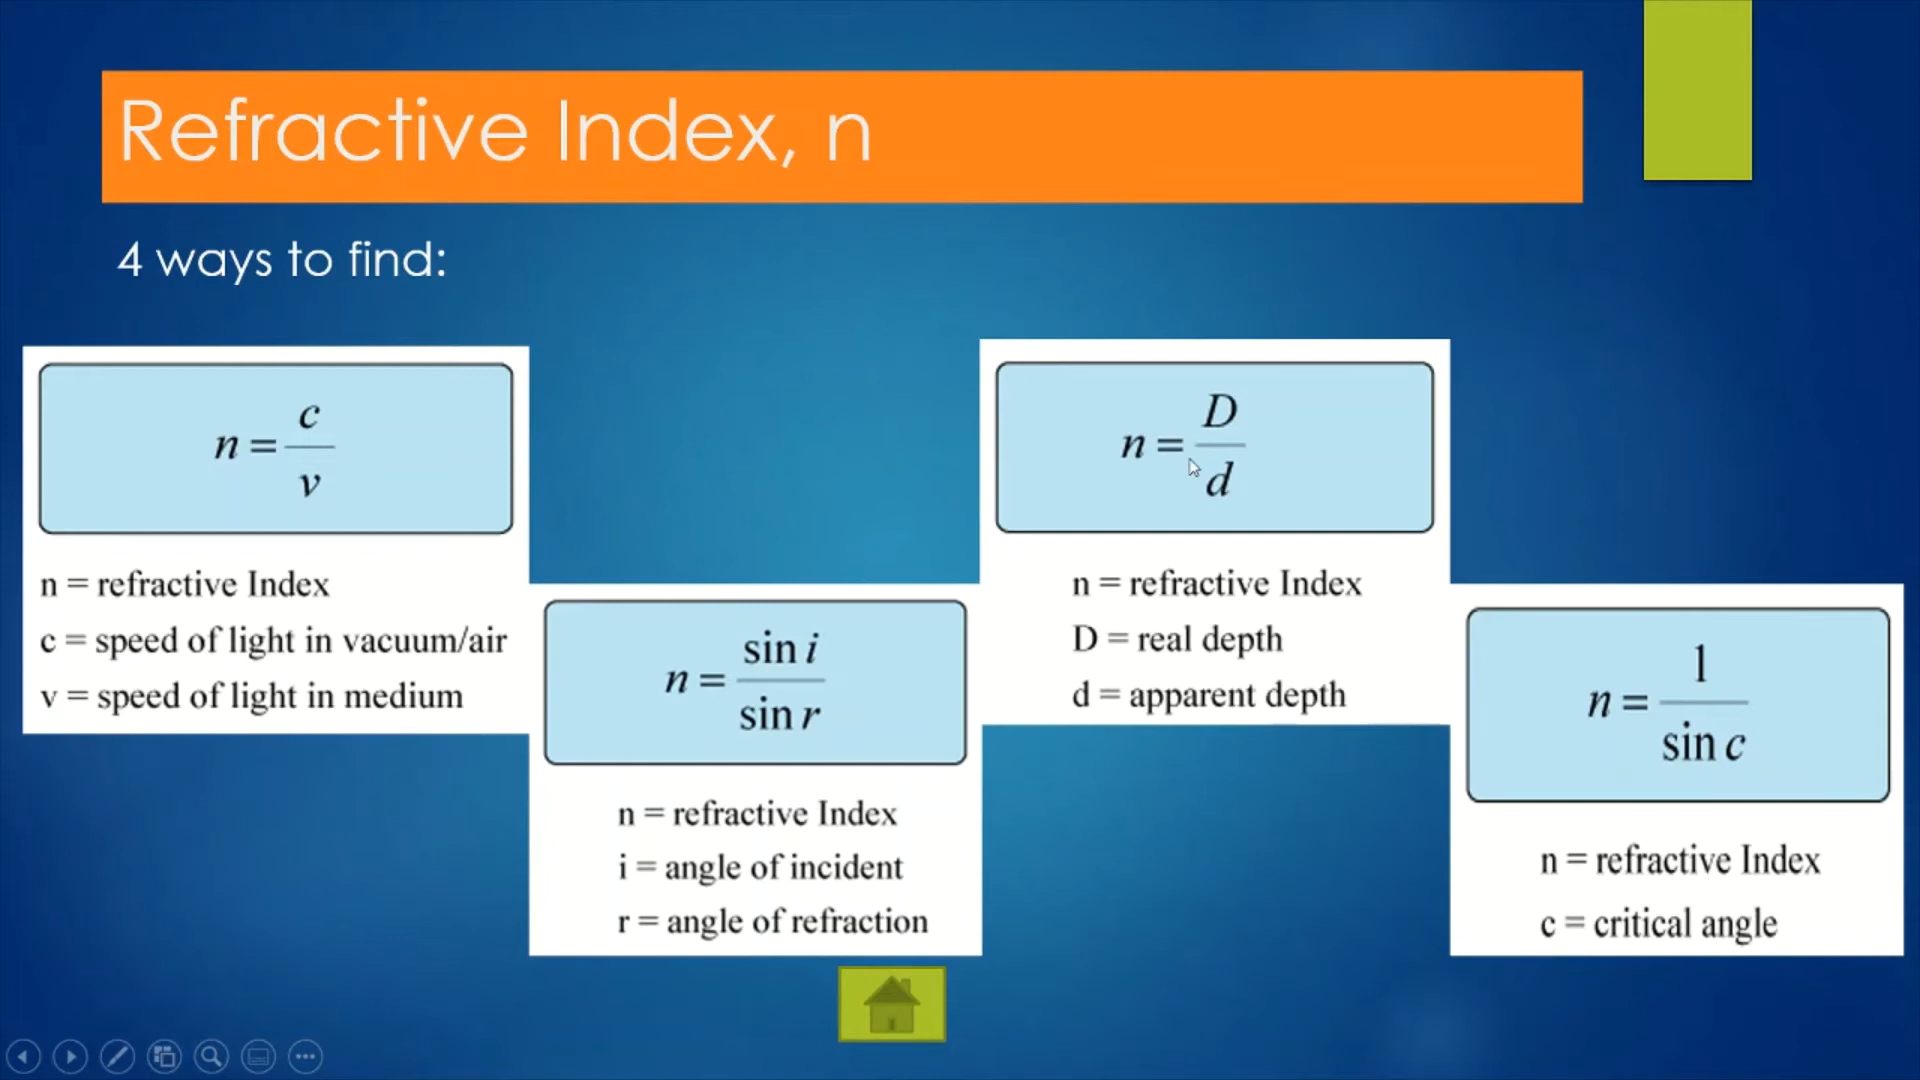 Refractive Index, n
4 ways to find:
n = c/v
n = refractive Index
c = speed of light in vacuum/air
v = speed of light in medium
n = sin i/sin r
n = refractive Index
i = angle of incident
r = angle of refraction
n = D/d
n = refractive Index
D = real depth
d = apparent depth
n = 1/sin c
n = refractive Index
c = critical angle